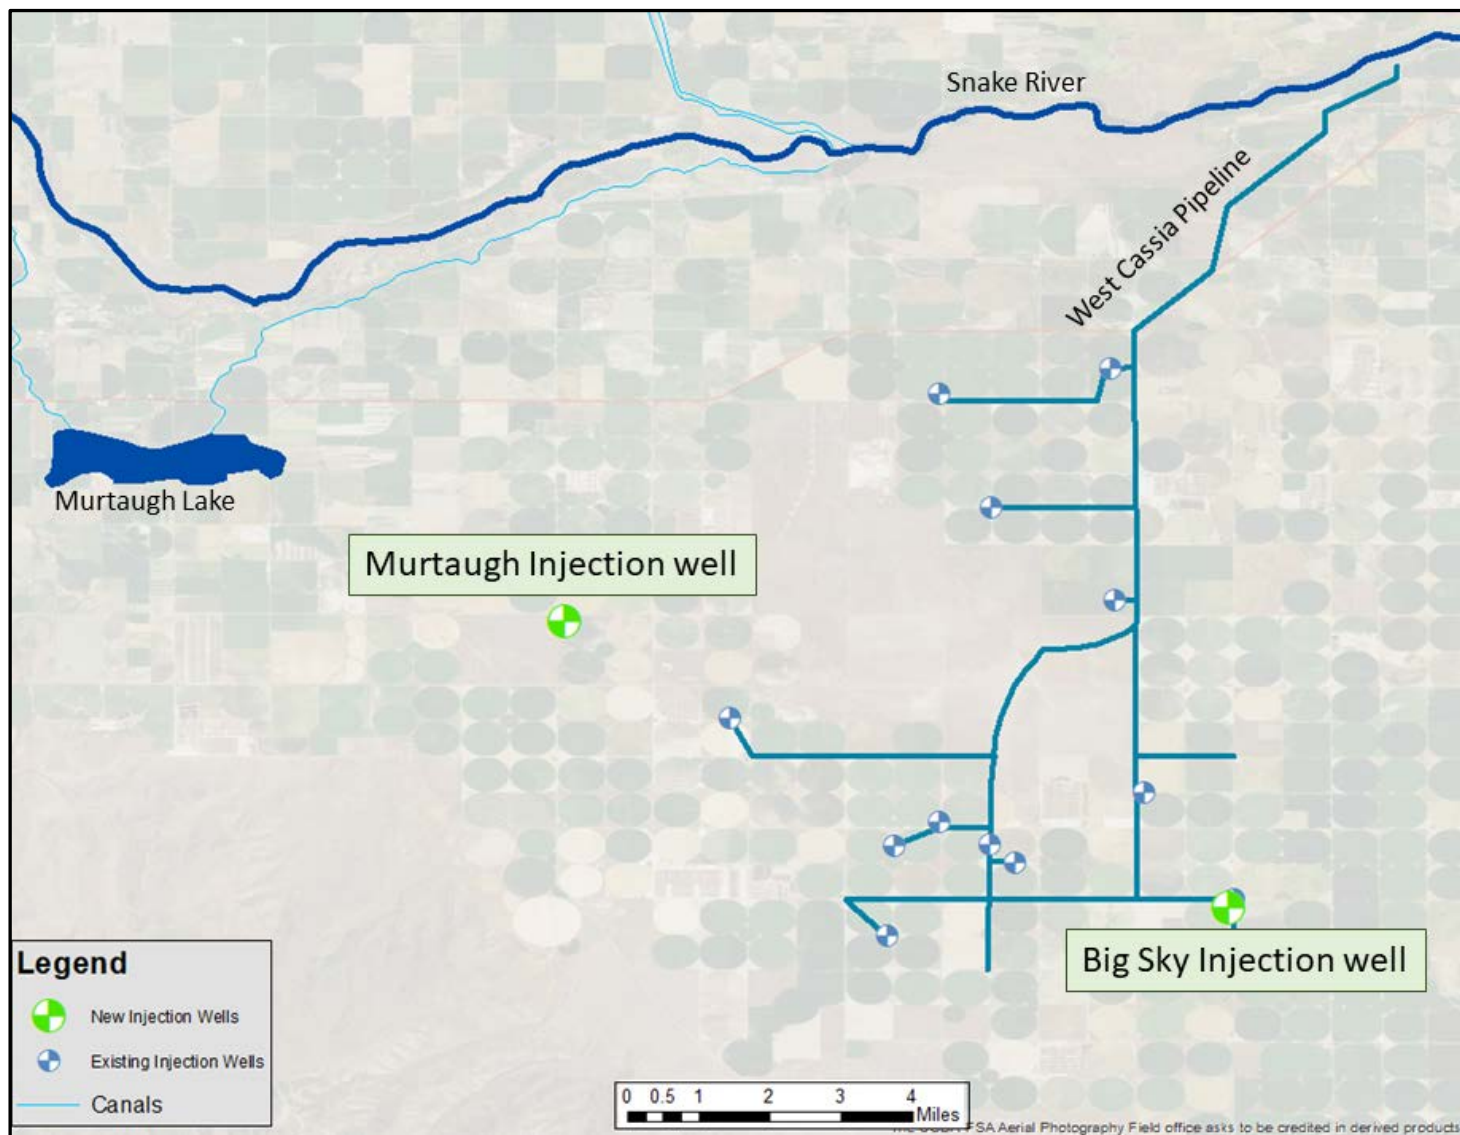 Snake River
West Cassia Pipeline
Murtaugh Lake
Murtaugh Injection well
Big Sky Injection well
Legend
New Injection Wells
Existing Injection Wells
Canals
0 0.5 1 2 3 4
Miles
FSA Aerial Photography Field office asks to be credited in derived products